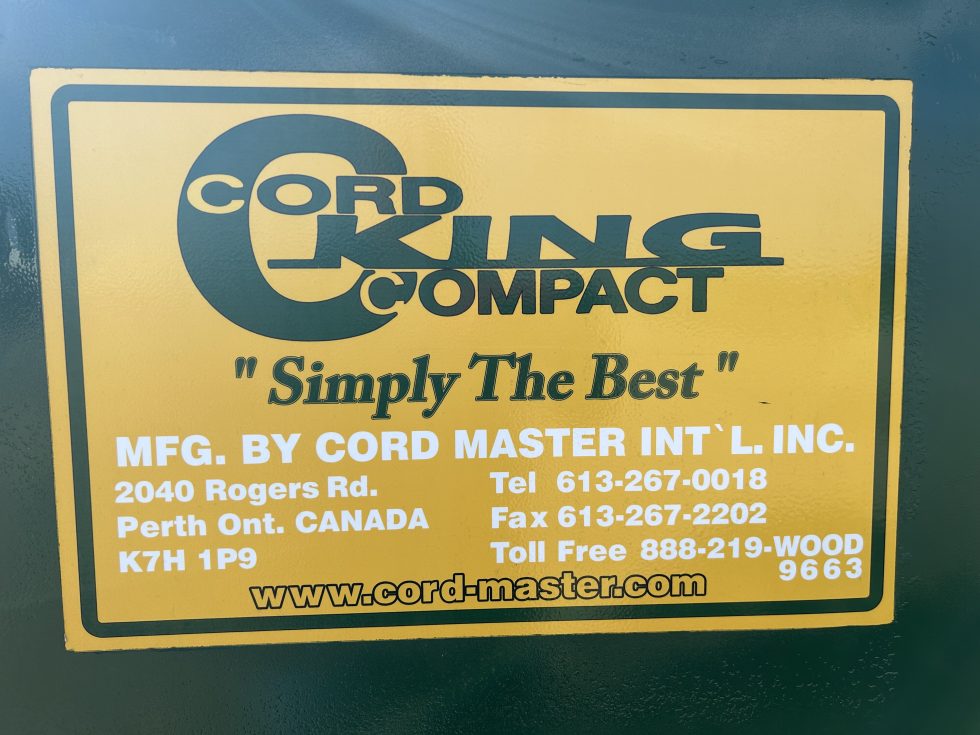 CORD
KING
COMPACT
" Simply The Best "
MFG. BY CORD MASTER INT`L. INC.
2040 Rogers Rd.
Perth Ont. CANADA
K7H 1P9
Tel 613-267-0018
Fax 613-267-2202
Toll Free 888-219-WOOD
9663
www.cord-master.com